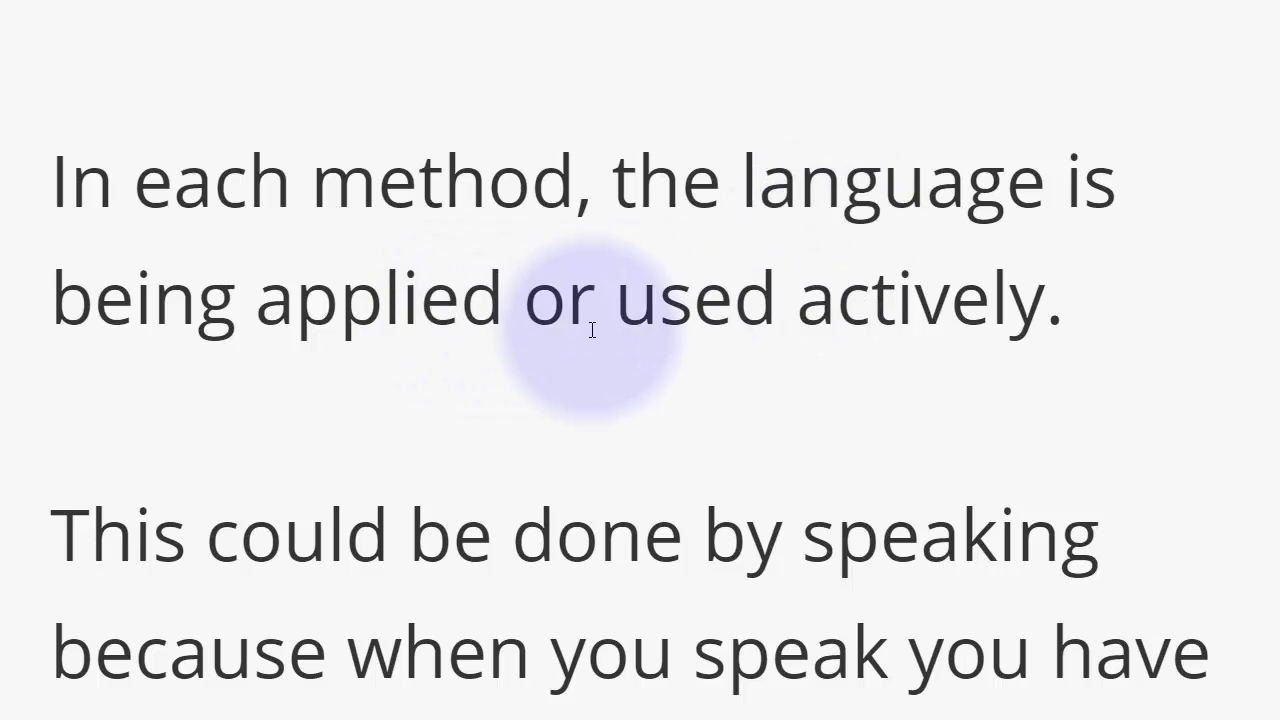 In each method, the language is
being applied or used actively.
This could be done by speaking
because when you speak you have